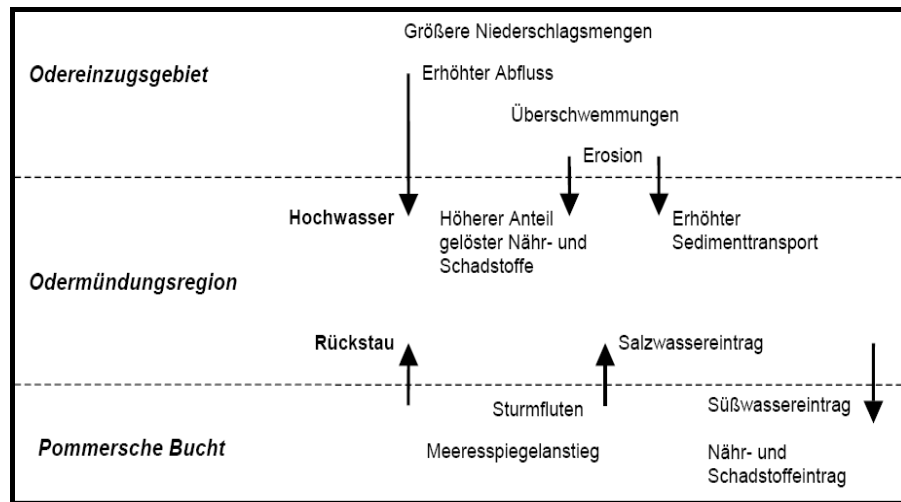 Größere Niederschlagsmengen
Odereinzugsgebiet
Erhöhter Abfluss
Überschwemmungen
Erosion
Hochwasser
Höherer Anteil
gelöster Nähr- und
Schadstoffe
Erhöhter
Sedimenttransport
Odermündungsregion
Rückstau
Salzwassereintrag
Sturmfluten
Süßwassereintrag
Pommersche Bucht
Meeresspiegelanstieg
Nähr- und
Schadstoffeintrag